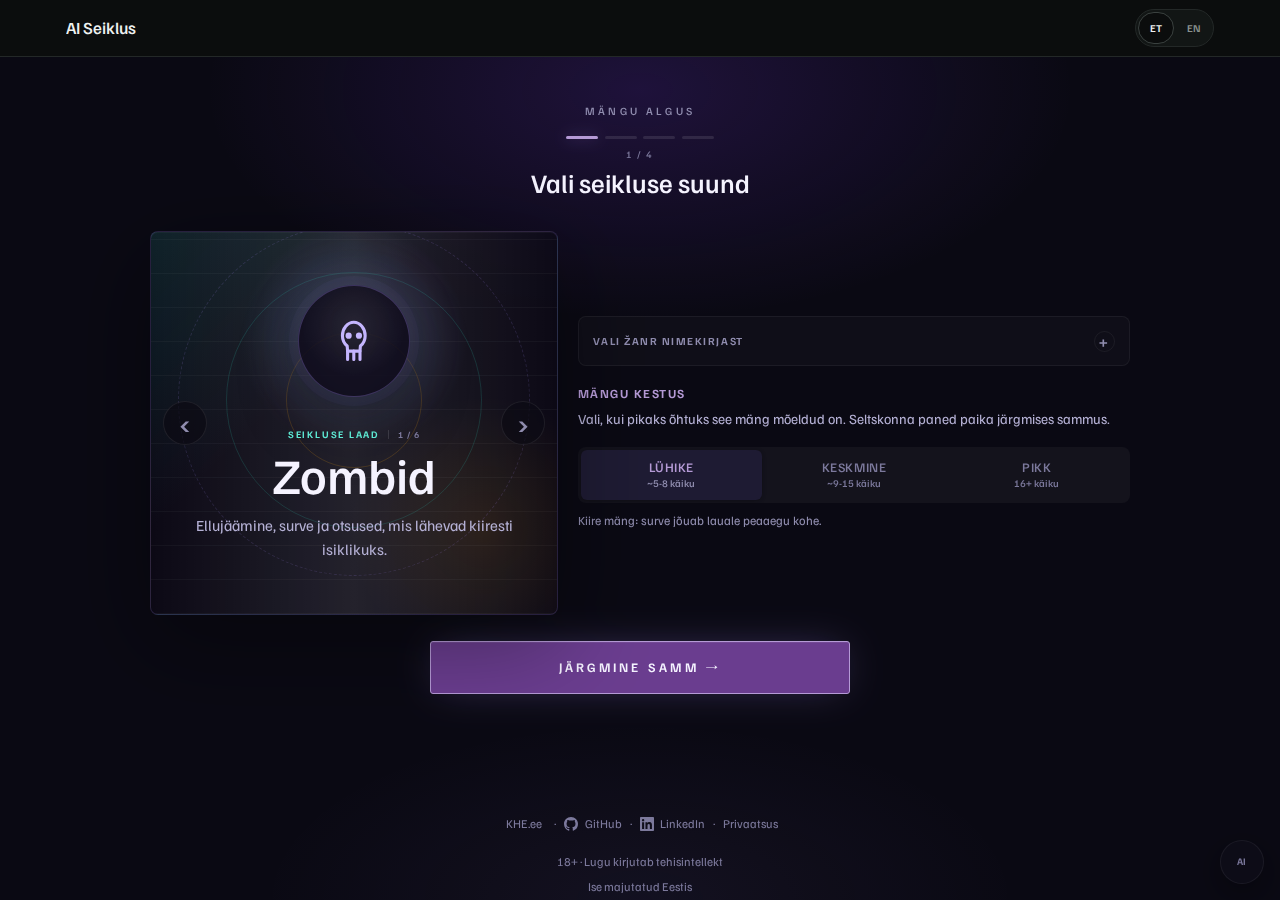 AI Seiklus
ET EN
MÄNGU ALGUS
1 / 4
Vali seikluse suund
SEIKLUSE LAAD | 1 / 6
Zombid
Ellujäämine, surve ja otsused, mis lähevad kiiresti
isiklikuks.
VALI ŽANR NIMEKIRJAST
MÄNGU KESTUS
Vali, kui pikaks õhtuks see mäng mõeldud on. Seltskonna paned paika järgmises sammus.
LÜHIKE
~5-8 käiku
KESKMINE
~9-15 käiku
PIKK
16+ käiku
Kiire mäng: surve jõuab lauale peaaegu kohe.
JÄRGMINE SAMM →
KHE.ee · GitHub · LinkedIn · Privaatsus
18+ · Lugu kirjutab tehisintellekt
Ise majutatud Eestis
AI